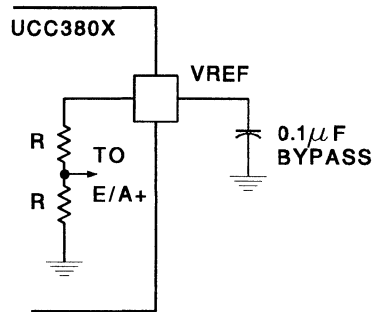 UCC380X
VREF
R
TO
0.1µF
BYPASS
R
E/A+